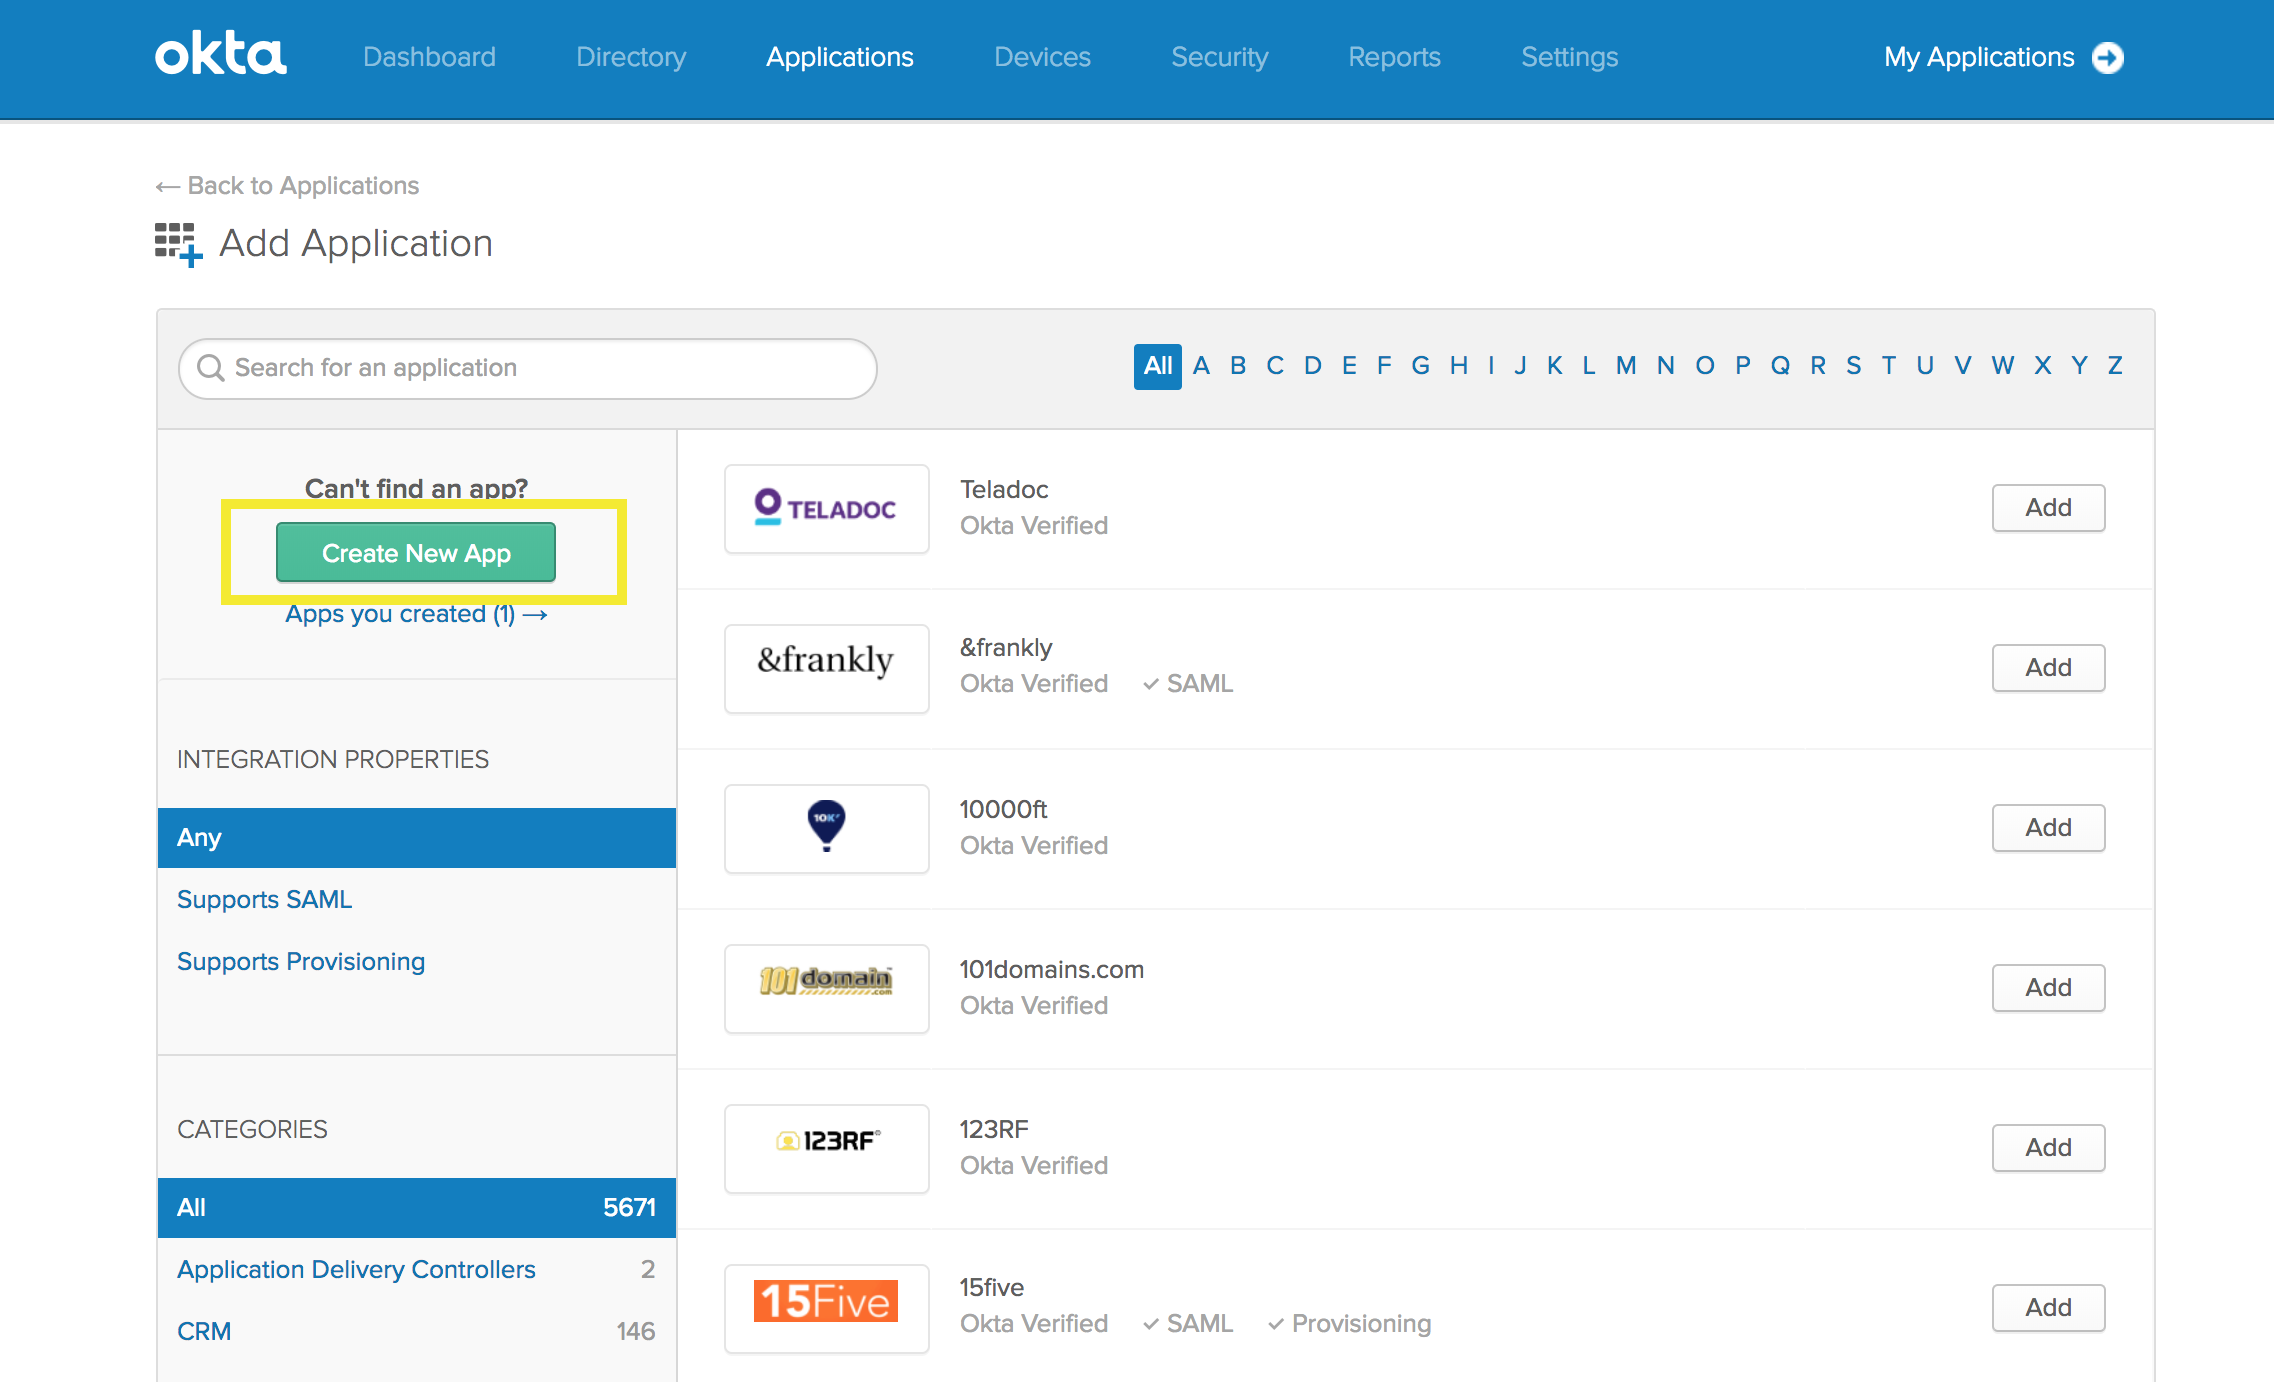 okta Dashboard Directory Applications Devices Security Reports Settings My Applications
← Back to Applications
Add Application
Search for an application
All A B C D E F G H I J K L M N O P Q R S T U V W X Y Z
Can't find an app?
Create New App
Apps you created (1) →
INTEGRATION PROPERTIES
Any
Supports SAML
Supports Provisioning
CATEGORIES
All 5671
Application Delivery Controllers 2
CRM 146
TELADOC
Teladoc
Okta Verified
Add
&frankly
&frankly
Okta Verified ✓ SAML
Add
10K
10000ft
Okta Verified
Add
101domain.com
101domains.com
Okta Verified
Add
123RF®
123RF
Okta Verified
Add
15Five
15five
Okta Verified ✓ SAML ✓ Provisioning
Add